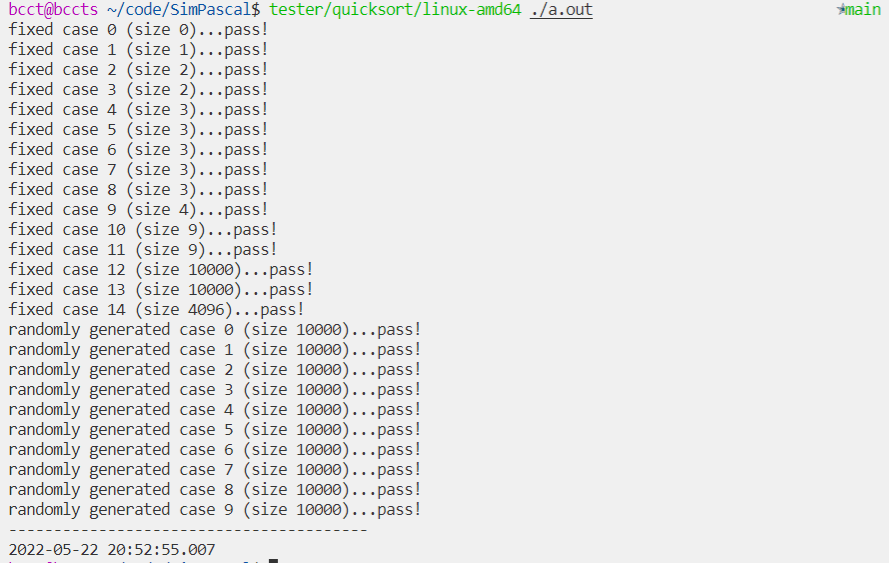 bcct@bccts ~/code/SimPascal$ tester/quicksort/linux-amd64 ./a.out *main
fixed case 0 (size 0)...pass!
fixed case 1 (size 1)...pass!
fixed case 2 (size 2)...pass!
fixed case 3 (size 2)...pass!
fixed case 4 (size 3)...pass!
fixed case 5 (size 3)...pass!
fixed case 6 (size 3)...pass!
fixed case 7 (size 3)...pass!
fixed case 8 (size 3)...pass!
fixed case 9 (size 4)...pass!
fixed case 10 (size 9)...pass!
fixed case 11 (size 9)...pass!
fixed case 12 (size 10000)...pass!
fixed case 13 (size 10000)...pass!
fixed case 14 (size 4096)...pass!
randomly generated case 0 (size 10000)...pass!
randomly generated case 1 (size 10000)...pass!
randomly generated case 2 (size 10000)...pass!
randomly generated case 3 (size 10000)...pass!
randomly generated case 4 (size 10000)...pass!
randomly generated case 5 (size 10000)...pass!
randomly generated case 6 (size 10000)...pass!
randomly generated case 7 (size 10000)...pass!
randomly generated case 8 (size 10000)...pass!
randomly generated case 9 (size 10000)...pass!
----------------------------------------
2022-05-22 20:52:55.007